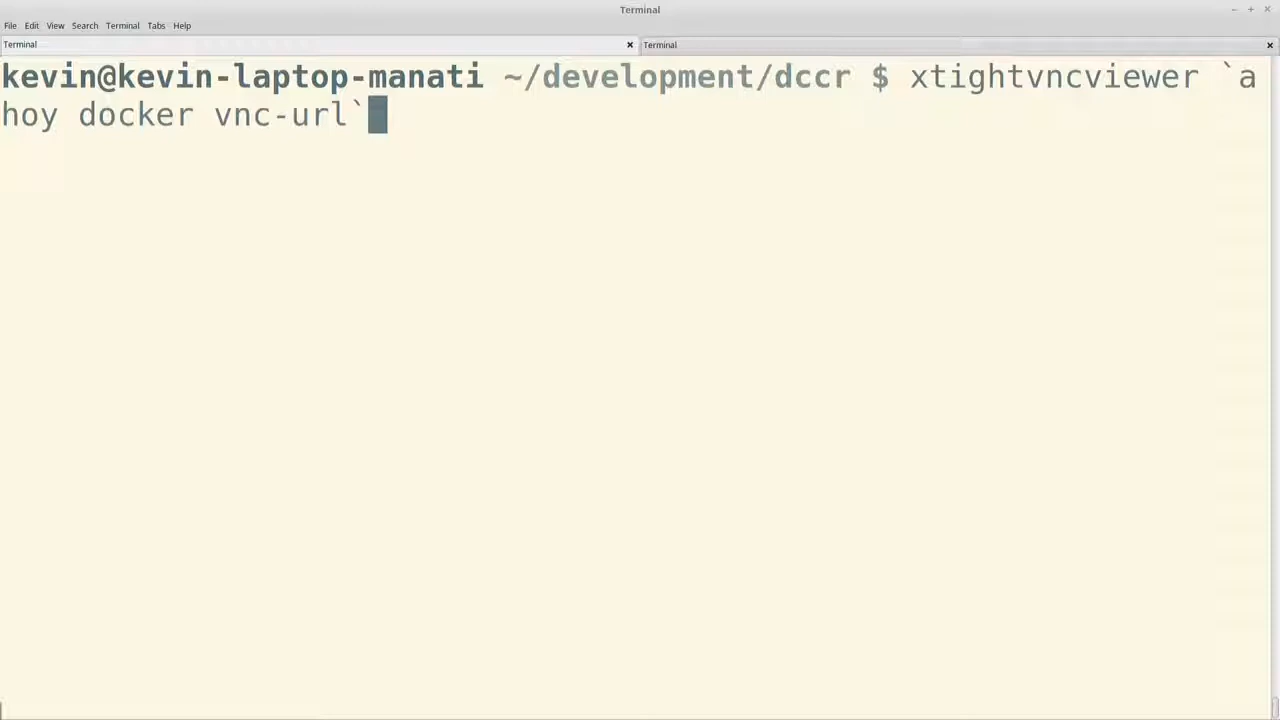 Terminal
File Edit View Search Terminal Tabs Help
Terminal Terminal
kevin@kevin-laptop-manati ~/development/dccr $ xtightvncviewer `a
hoy docker vnc-url`